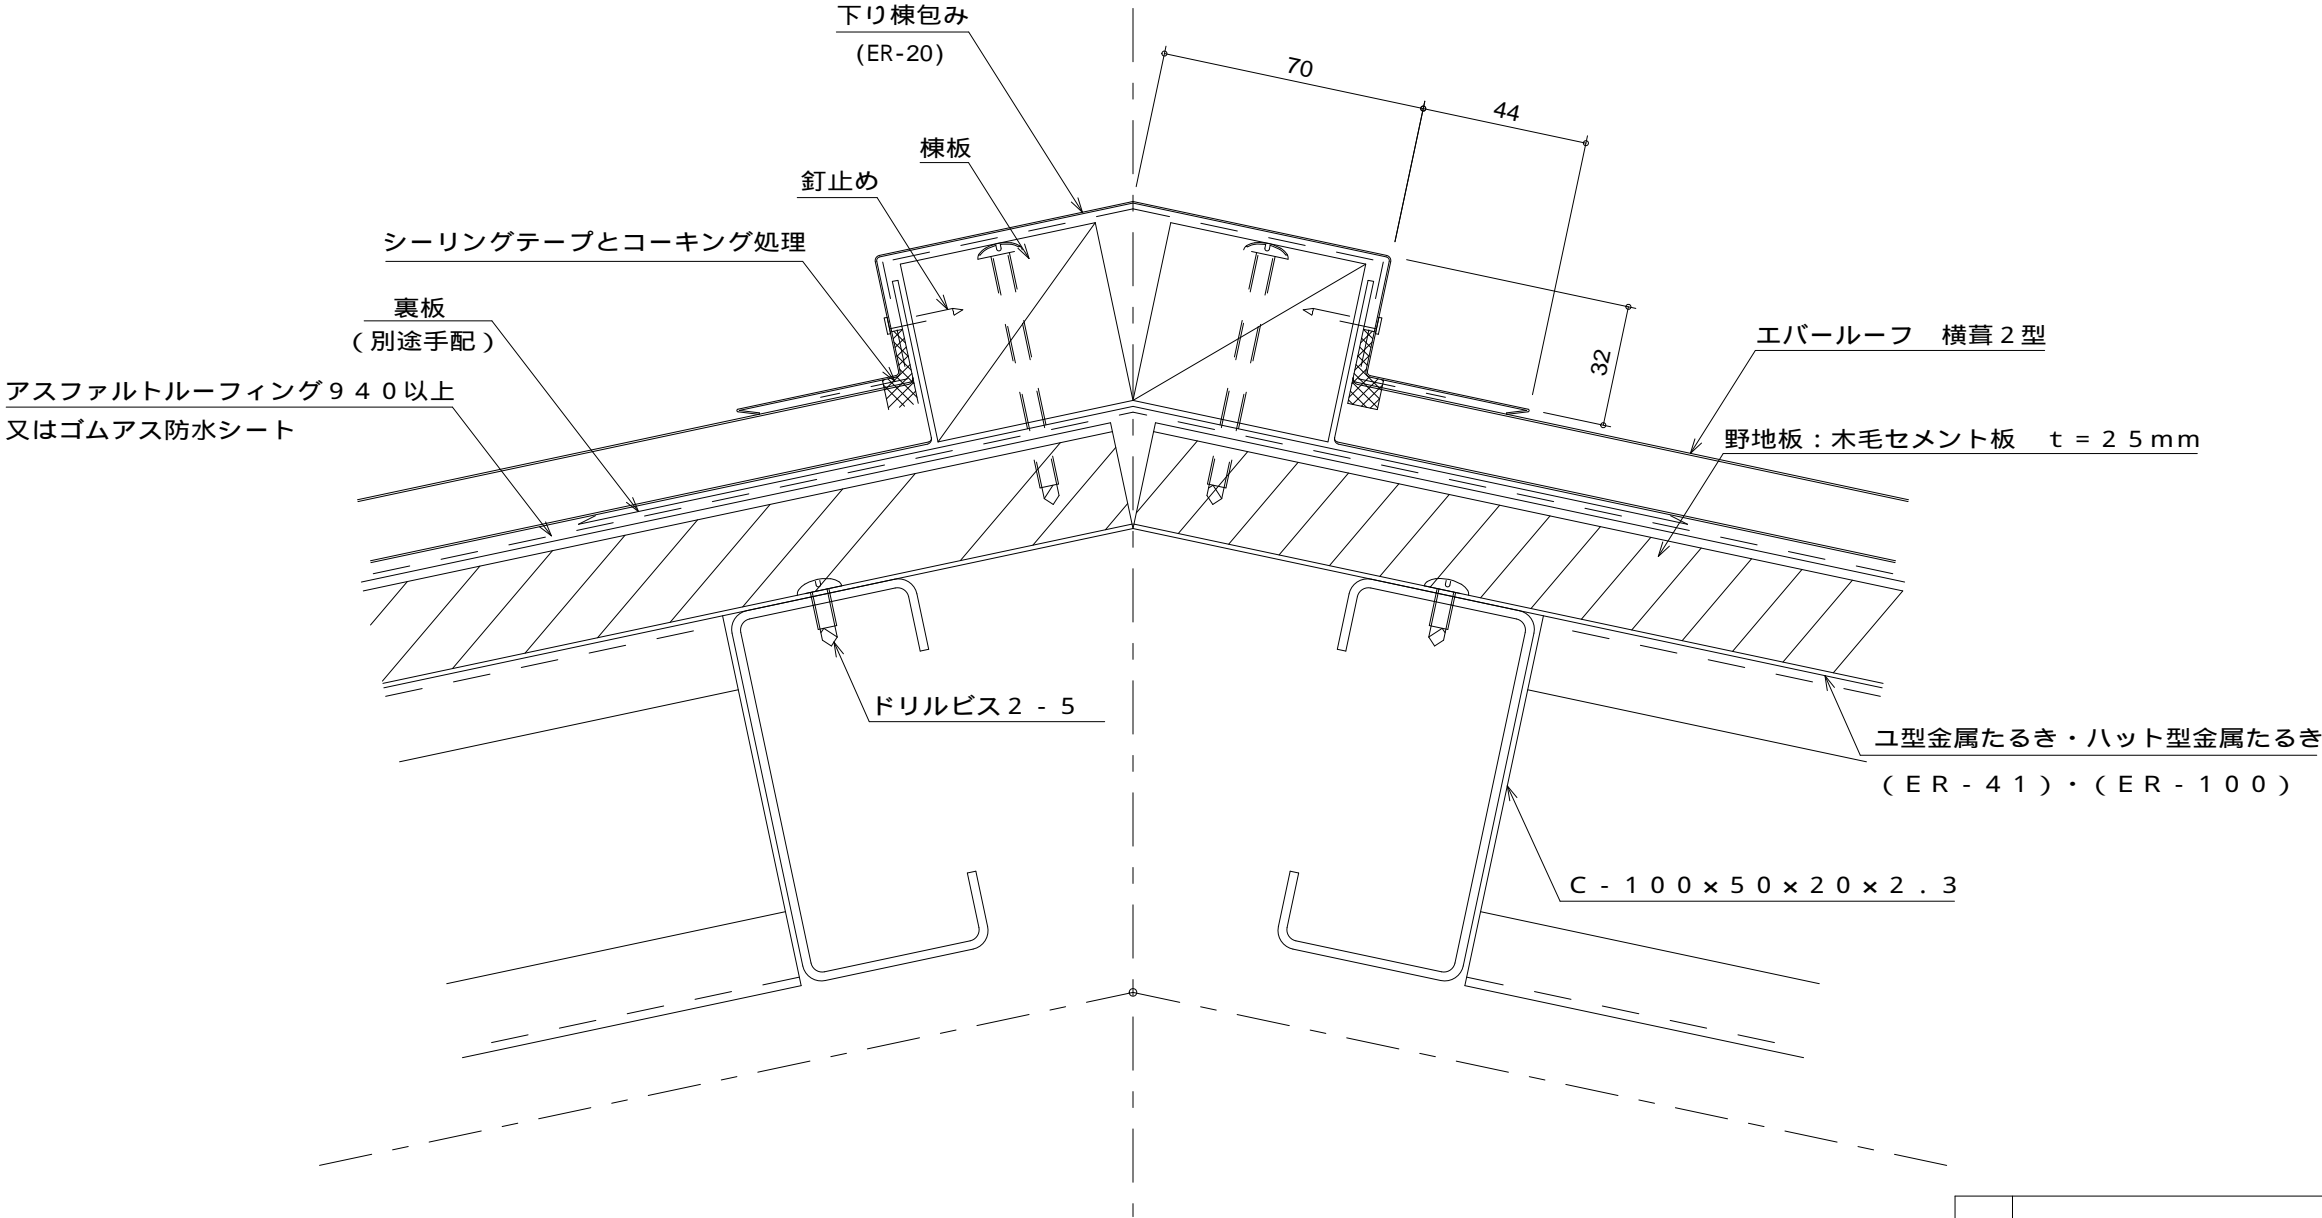 下り棟包み
(ER-20)
70
44
棟板
釘止め
シーリングテープとコーキング処理
裏板
（別途手配）
エバールーフ　横葺２型
32
アスファルトルーフィング９４０以上
又はゴムアス防水シート
野地板：木毛セメント板　ｔ＝２５ｍｍ
ドリルビス２－５
ユ型金属たるき・ハット型金属たるき
（ＥＲ－４１）・（ＥＲ－１００）
Ｃ－１００×５０×２０×２．３